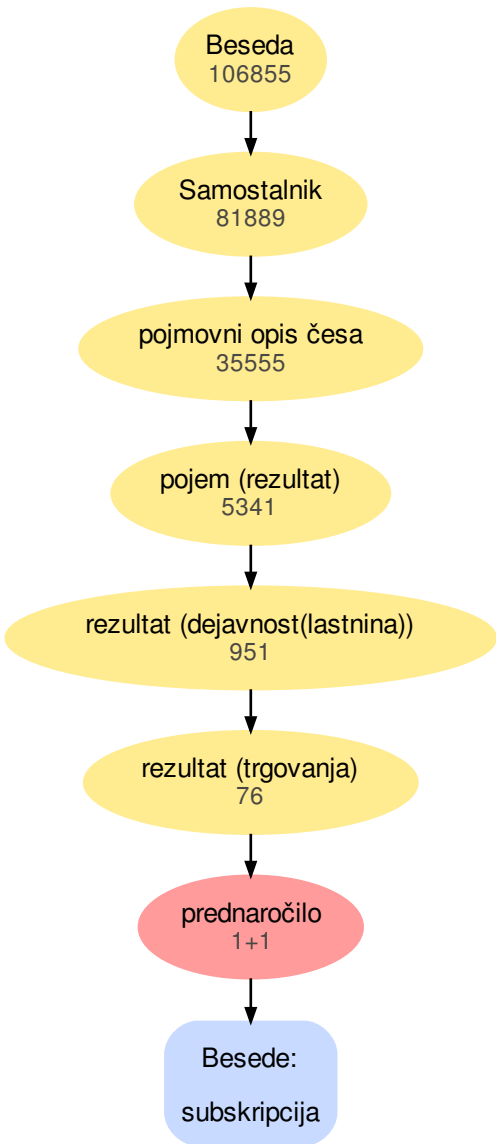 Beseda
106855
Samostalnik
81889
pojmovni opis česa
35555
pojem (rezultat)
5341
rezultat (dejavnost(lastnina))
951
rezultat (trgovanja)
76
prednaročilo
1+1
Besede:
subskripcija